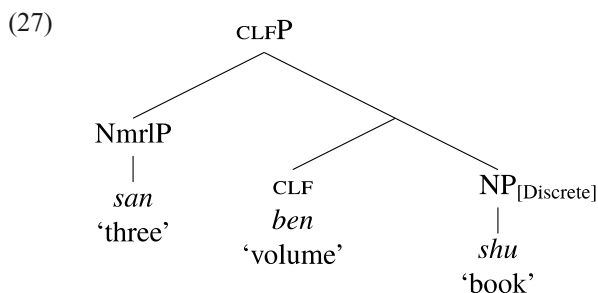 (27)
CLFP
NmrlP
san
‘three’
CLF
ben
‘volume’
NP[Discrete]
shu
‘book’